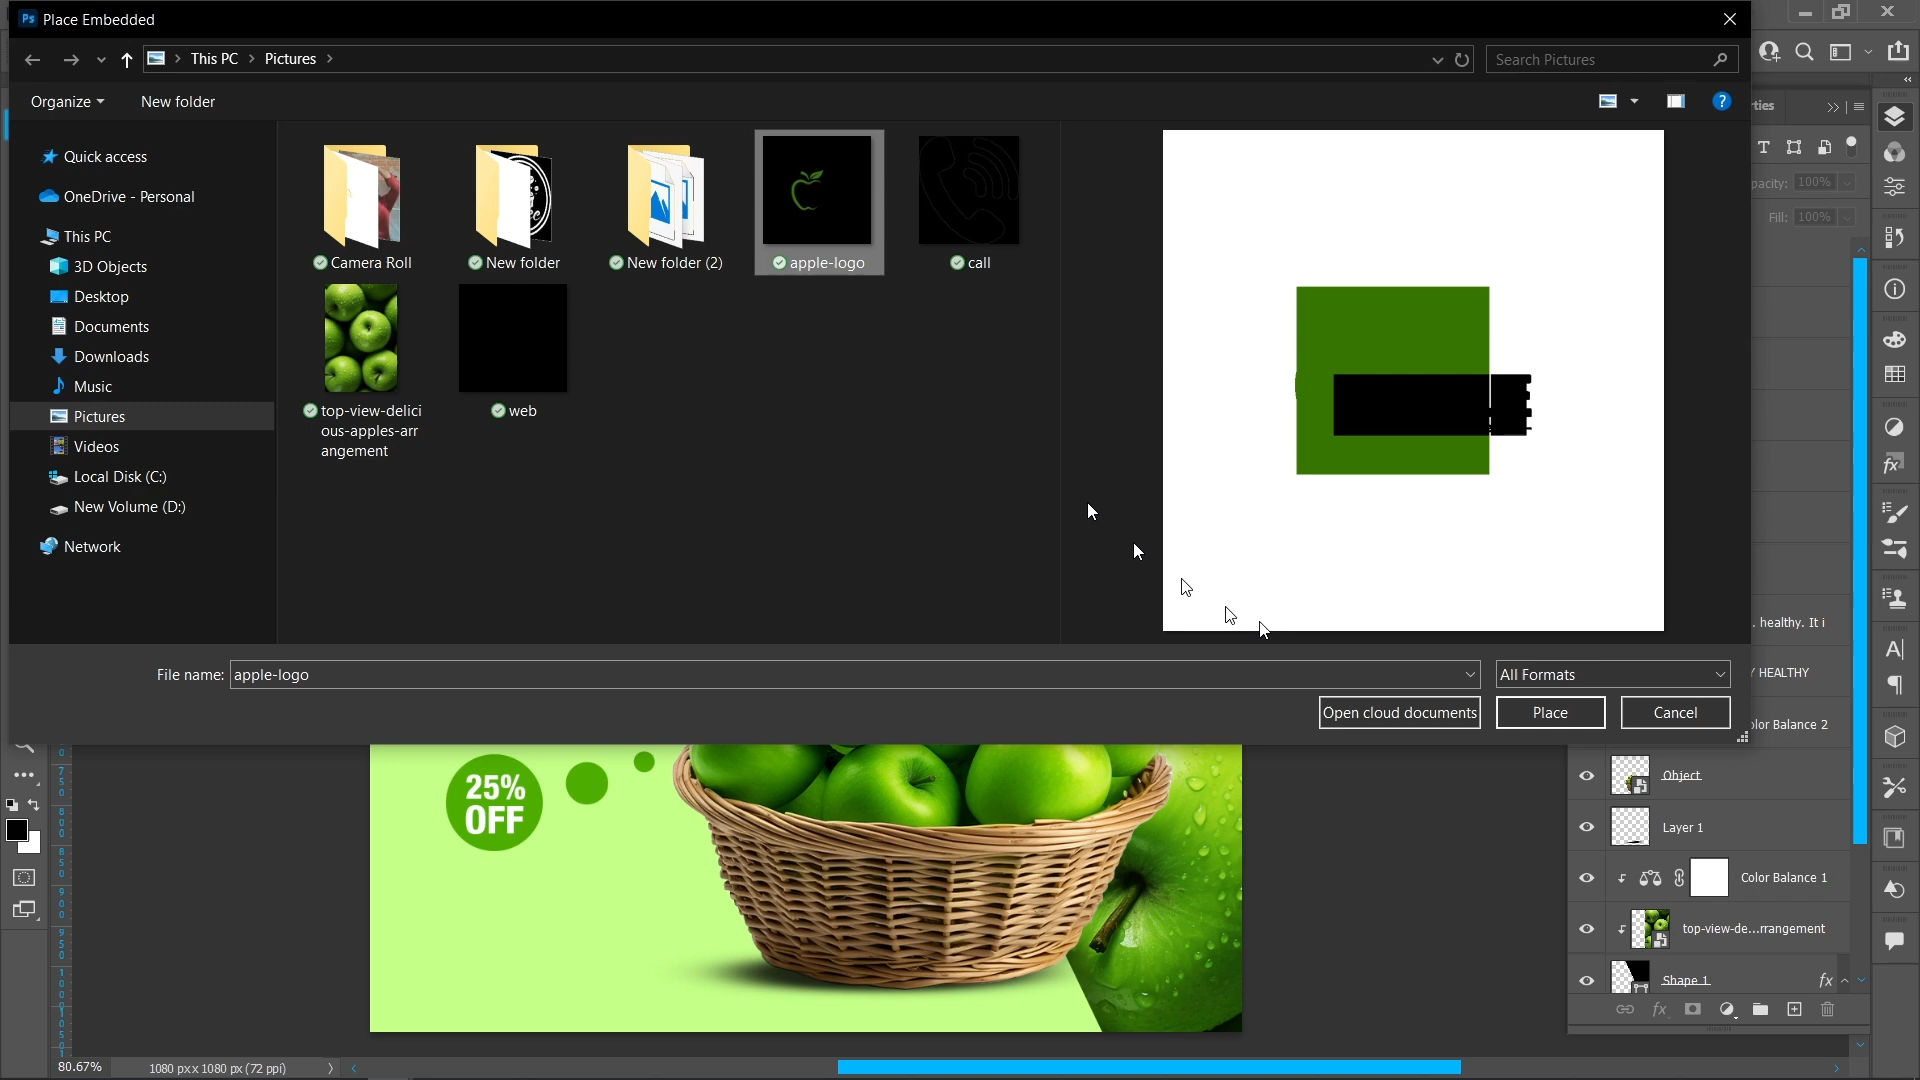 Ps Place Embedded
This PC
Pictures
Search Pictures
Organize
New folder
?
Quick access
OneDrive - Personal
This PC
3D Objects
Desktop
Documents
Downloads
Music
Pictures
Videos
Local Disk (C:)
New Volume (D:)
Network
Camera Roll
New folder
New folder (2)
apple-logo
call
top-view-delici
ous-apples-arr
angement
web
File name:
apple-logo
All Formats
Open cloud documents
Place
Cancel
rties
pacity: 100%
Fill: 100%
. healthy. It i
HEALTHY
lor Balance 2
Object
Layer 1
Color Balance 1
top-view-de...rrangement
Shape 1
fx
25%
OFF
80.67%
1080 px x 1080 px (72 ppi)